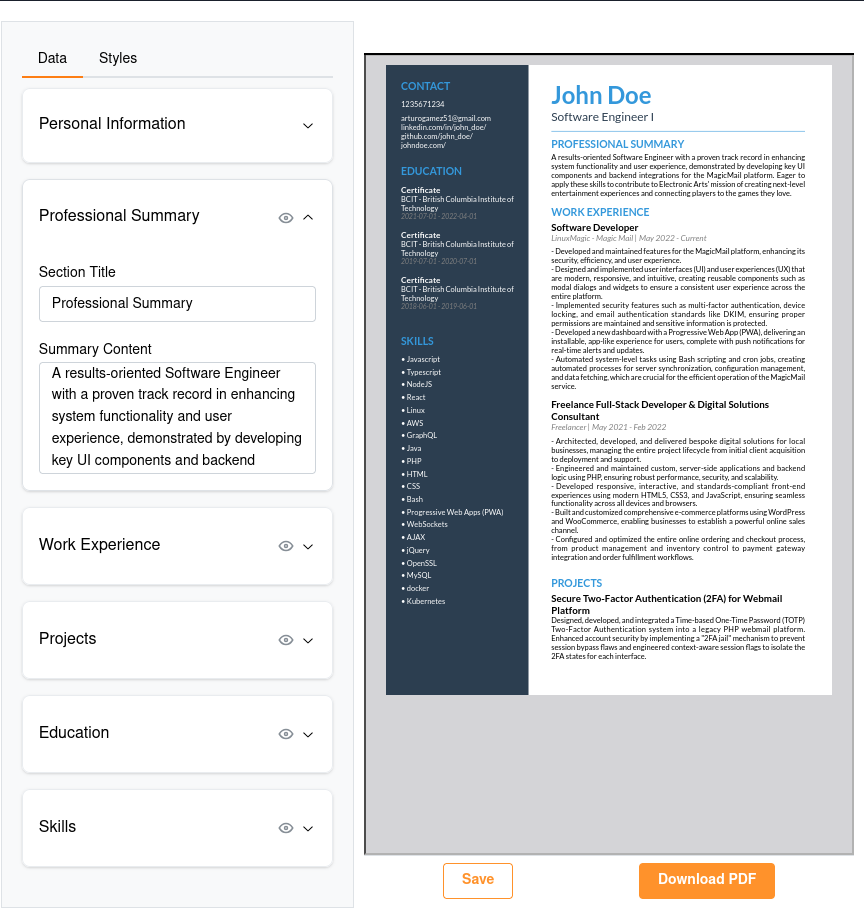 Data
Styles
Personal Information
Professional Summary
Section Title
Professional Summary
Summary Content
A results-oriented Software Engineer
with a proven track record in enhancing
system functionality and user
experience, demonstrated by developing
key UI components and backend
Work Experience
Projects
Education
Skills
CONTACT
1235671234
arturogamez51@gmail.com
linkedin.com/in/john_doe/
github.com/john_doe/
johndoe.com/
EDUCATION
Certificate
BCIT - British Columbia Institute of
Technology
2021-07-01 - 2022-04-01
Certificate
BCIT - British Columbia Institute of
Technology
2019-07-01 - 2020-07-01
Certificate
BCIT - British Columbia Institute of
Technology
2018-06-01 - 2019-06-01
SKILLS
• Javascript
• Typescript
• NodeJS
• React
• Linux
• AWS
• GraphQL
• Java
• PHP
• HTML
• CSS
• Bash
• Progressive Web Apps (PWA)
• WebSockets
• AJAX
• jQuery
• OpenSSL
• MySQL
• docker
• Kubernetes
John Doe
Software Engineer I
PROFESSIONAL SUMMARY
A results-oriented Software Engineer with a proven track record in enhancing
system functionality and user experience, demonstrated by developing key UI
components and backend integrations for the MagicMail platform. Eager to
apply these skills to contribute to Electronic Arts' mission of creating next-level
entertainment experiences and connecting players to the games they love.
WORK EXPERIENCE
Software Developer
LinuxMagic - Magic Mail | May 2022 - Current
- Developed and maintained features for the MagicMail platform, enhancing its
security, efficiency, and user experience.
- Designed and implemented user interfaces (UI) and user experiences (UX) that
are modern, responsive, and intuitive, creating reusable components such as
modal dialogs and widgets to ensure a consistent user experience across the
entire platform.
- Implemented security features such as multi-factor authentication, device
locking, and email authentication standards like DKIM, ensuring proper
permissions are maintained and sensitive information is protected.
- Developed a new dashboard with a Progressive Web App (PWA), delivering an
installable, app-like experience for users, complete with push notifications for
real-time alerts and updates.
- Automated system-level tasks using Bash scripting and cron jobs, creating
automated processes for server synchronization, configuration management,
and data fetching, which are crucial for the efficient operation of the MagicMail
service.
Freelance Full-Stack Developer & Digital Solutions
Consultant
Freelancer | May 2021 - Feb 2022
- Architected, developed, and delivered bespoke digital solutions for local
businesses, managing the entire project lifecycle from initial client acquisition
to deployment and support.
- Engineered and maintained custom, server-side applications and backend
logic using PHP, ensuring robust performance, security, and scalability.
- Developed responsive, interactive, and standards-compliant front-end
experiences using modern HTML5, CSS3, and JavaScript, ensuring seamless
functionality across all devices and browsers.
- Built and customized comprehensive e-commerce platforms using WordPress
and WooCommerce, enabling businesses to establish a powerful online sales
channel.
- Configured and optimized the entire online ordering and checkout process,
from product management and inventory control to payment gateway
integration and order fulfillment workflows.
PROJECTS
Secure Two-Factor Authentication (2FA) for Webmail
Platform
Designed, developed, and integrated a Time-based One-Time Password (TOTP)
Two-Factor Authentication system into a legacy PHP webmail platform.
Enhanced account security by implementing a "2FA jail" mechanism to prevent
session bypass flaws and engineered context-aware session flags to isolate the
2FA states for each interface.
Save
Download PDF